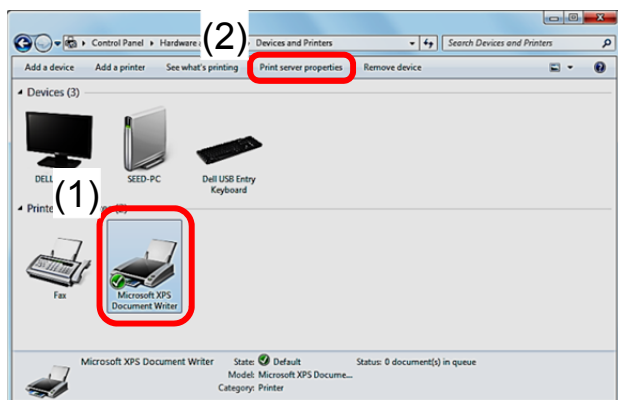 (2)
Control Panel ▸ Hardware Devices and Printers
Search Devices and Printers
Add a device Add a printer See what's printing Print server properties Remove device
Devices (3)
DELL SEED-PC Dell USB Entry
Keyboard
(1)
Fax Microsoft XPS
Document Writer
Microsoft XPS Document Writer State: Default Status: 0 document(s) in queue
Model: Microsoft XPS Docume...
Category: Printer